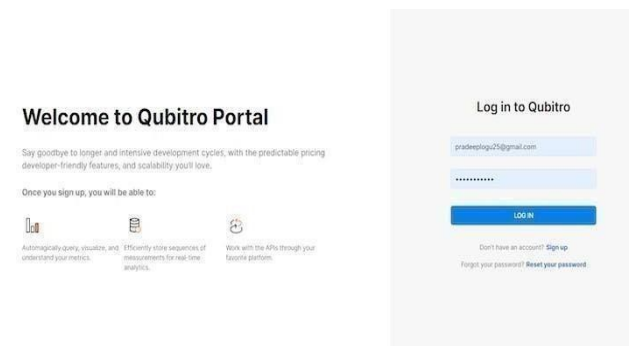 Welcome to Qubitro Portal
Say goodbye to longer and intensive development cycles, with the predictable pricing
developer-friendly features, and scalability you'll love.
Once you sign up, you will be able to:
Automagically query, visualize, and
understand your metrics.
Efficiently store sequences of
measurements for real-time
analytics.
Work with the APIs through your
favorite platform.
Log in to Qubitro
pradeeplogu25@gmail.com
•••••••••••
LOG IN
Don't have an account? Sign up
Forgot your password? Reset your password